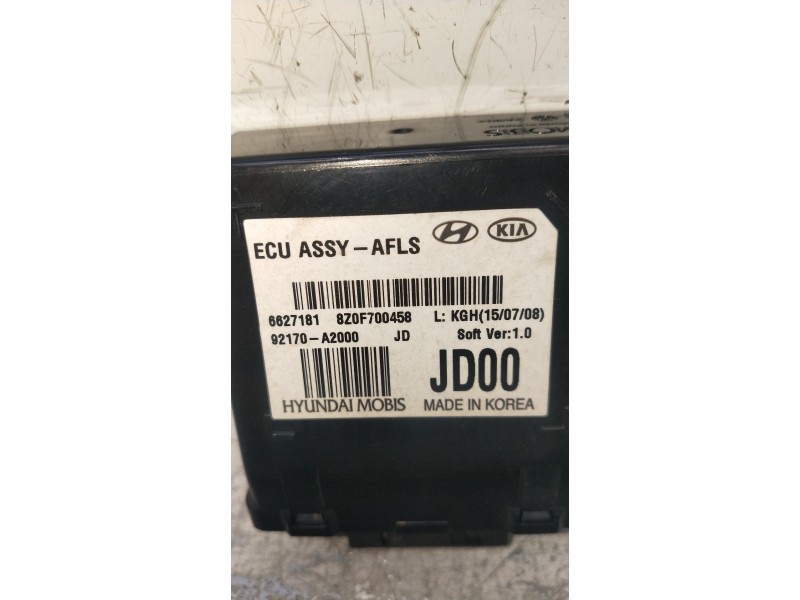 MOBIS
ECU ASSY-AFLS
KIA
6627181 8Z0F700458 L: KGH(15/07/08)
92170-A2000 JD Soft Ver:1.0
JD00
HYUNDAI MOBIS MADE IN KOREA